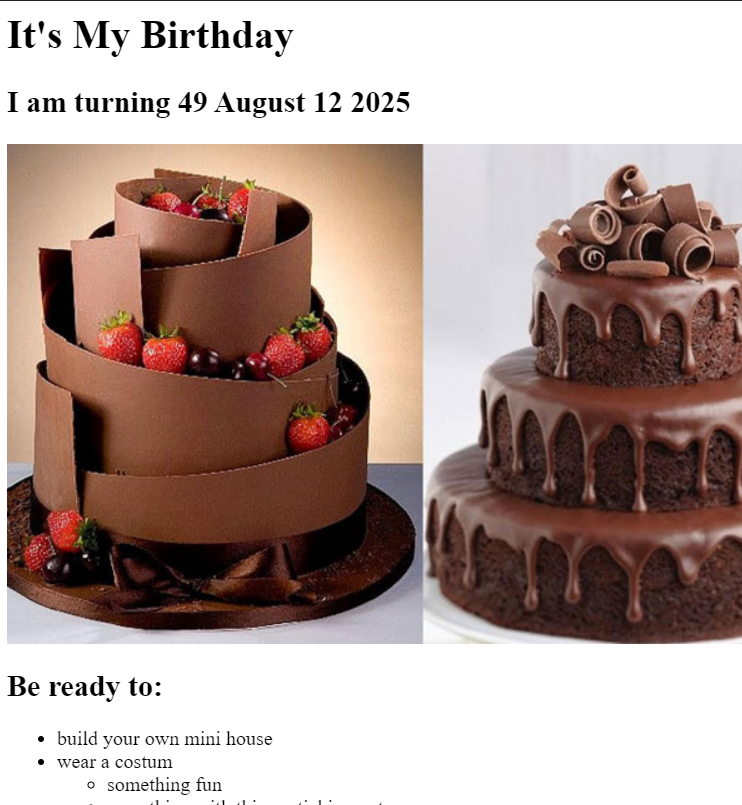 It's My Birthday
I am turning 49 August 12 2025
Be ready to:
build your own mini house
wear a costum
something fun